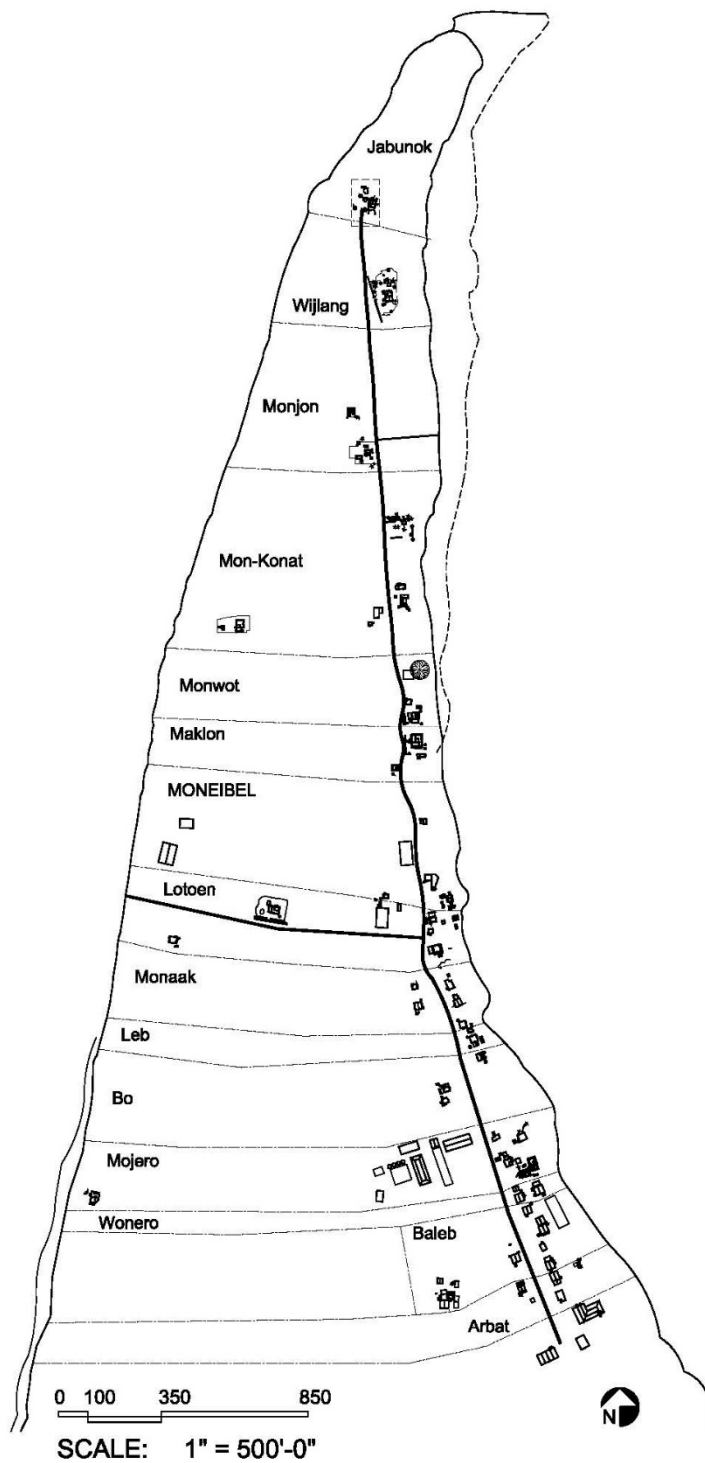 Jabunok
Wijlang
Monjon
Mon-Konat
Monwot
Maklon
MONEIBEL
Lotoen
Monaak
Leb
Bo
Mojero
Wonero
Baleb
Arbat
0 100 350 850
N
SCALE: 1" = 500'-0"